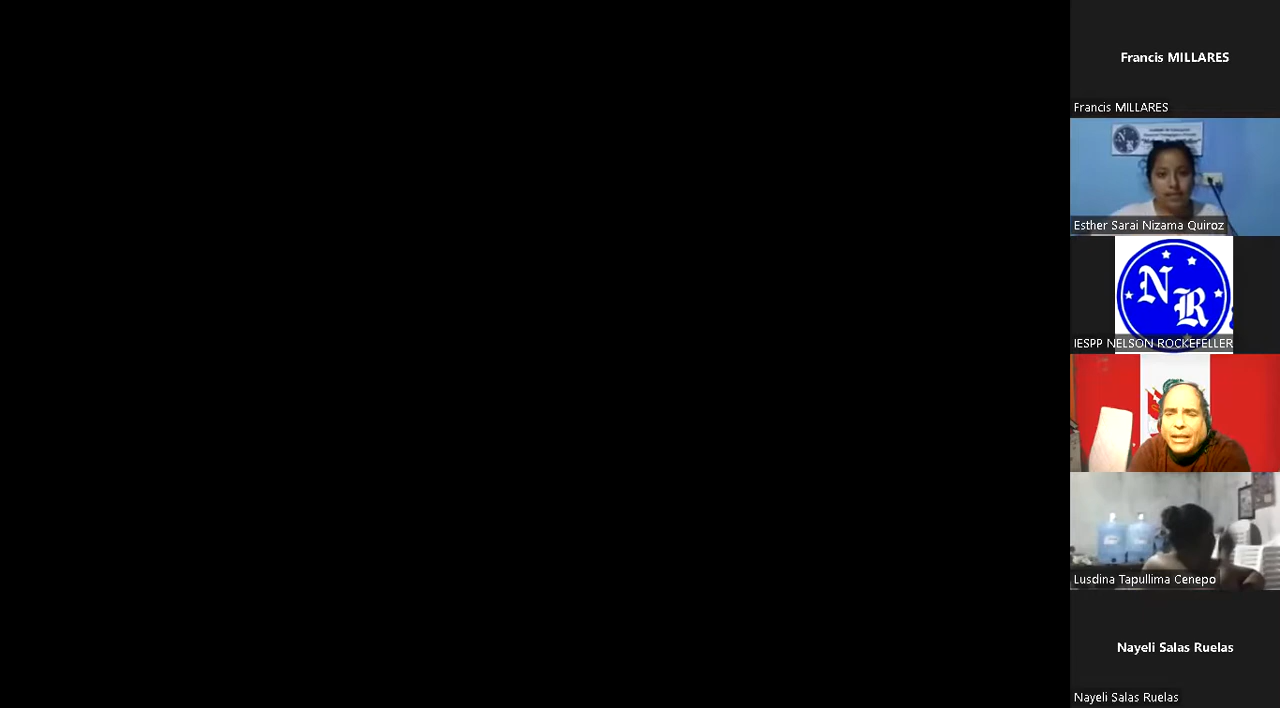 Francis MILLARES
Francis MILLARES
Esther Sarai Nizama Quiroz
N
R
IESPP NELSON ROCKEFELLER
Lusdina Tapullima Cenepo
Nayeli Salas Ruelas
Nayeli Salas Ruelas